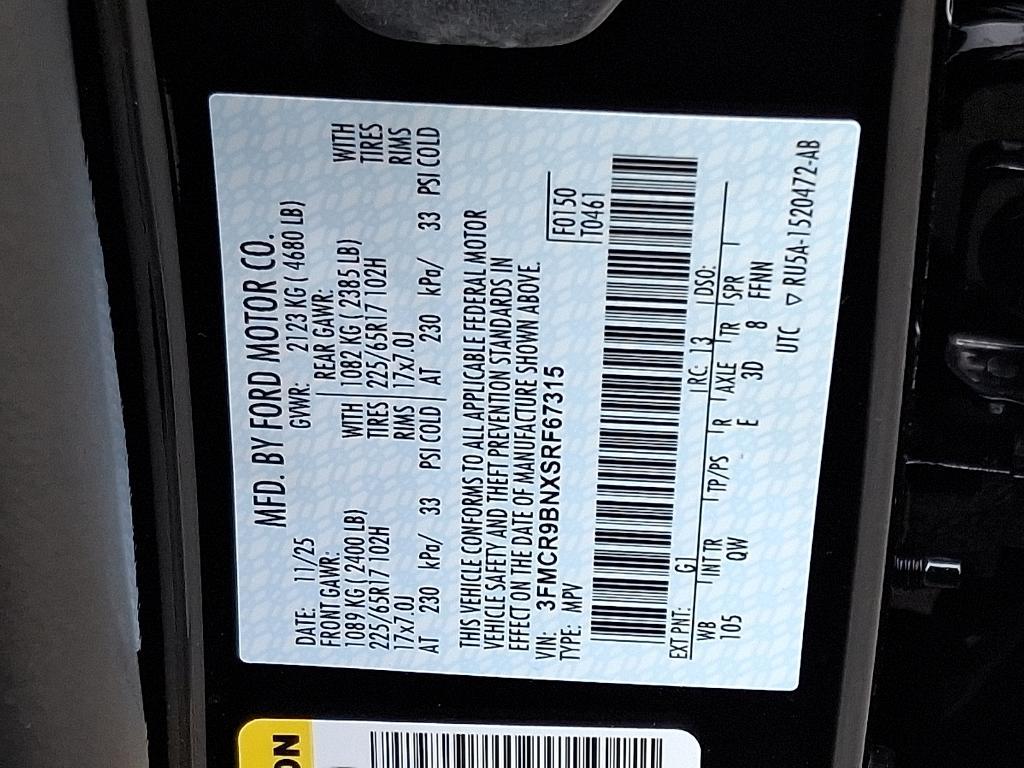 MFD. BY FORD MOTOR CO.
DATE: 11/25 GVWR: 2123 KG ( 4680 LB)
FRONT GAWR: REAR GAWR: WITH
1089 KG ( 2400 LB) WITH 1082 KG ( 2385 LB) TIRES
225/65R17 102H TIRES 225/65R17 102H RIMS
17x7.0J RIMS 17x7.0J
AT 230 kPa/ 33 PSI COLD AT 230 kPa/ 33 PSI COLD
THIS VEHICLE CONFORMS TO ALL APPLICABLE FEDERAL MOTOR
VEHICLE SAFETY AND THEFT PREVENTION STANDARDS IN
EFFECT ON THE DATE OF MANUFACTURE SHOWN ABOVE.
VIN: 3FMCR9BNXSRF67315 F0150
TYPE: MPV T0461
EXT PNT: G1 RC: 13 DSO:
WB INT TR TP/PS R AXLE TR SPR
105 QW E 3D 8 FFNN
UTC ▽ RU5A-1520472-AB
ON